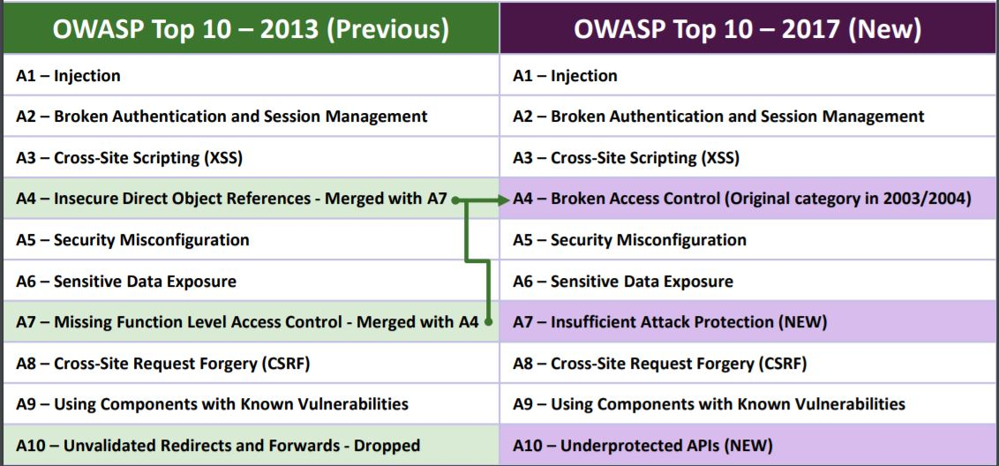 OWASP Top 10 – 2013 (Previous)
OWASP Top 10 – 2017 (New)
A1 – Injection
A1 – Injection
A2 – Broken Authentication and Session Management
A2 – Broken Authentication and Session Management
A3 – Cross-Site Scripting (XSS)
A3 – Cross-Site Scripting (XSS)
A4 – Insecure Direct Object References - Merged with A7
A4 – Broken Access Control (Original category in 2003/2004)
A5 – Security Misconfiguration
A5 – Security Misconfiguration
A6 – Sensitive Data Exposure
A6 – Sensitive Data Exposure
A7 – Missing Function Level Access Control - Merged with A4
A7 – Insufficient Attack Protection (NEW)
A8 – Cross-Site Request Forgery (CSRF)
A8 – Cross-Site Request Forgery (CSRF)
A9 – Using Components with Known Vulnerabilities
A9 – Using Components with Known Vulnerabilities
A10 – Unvalidated Redirects and Forwards - Dropped
A10 – Underprotected APIs (NEW)